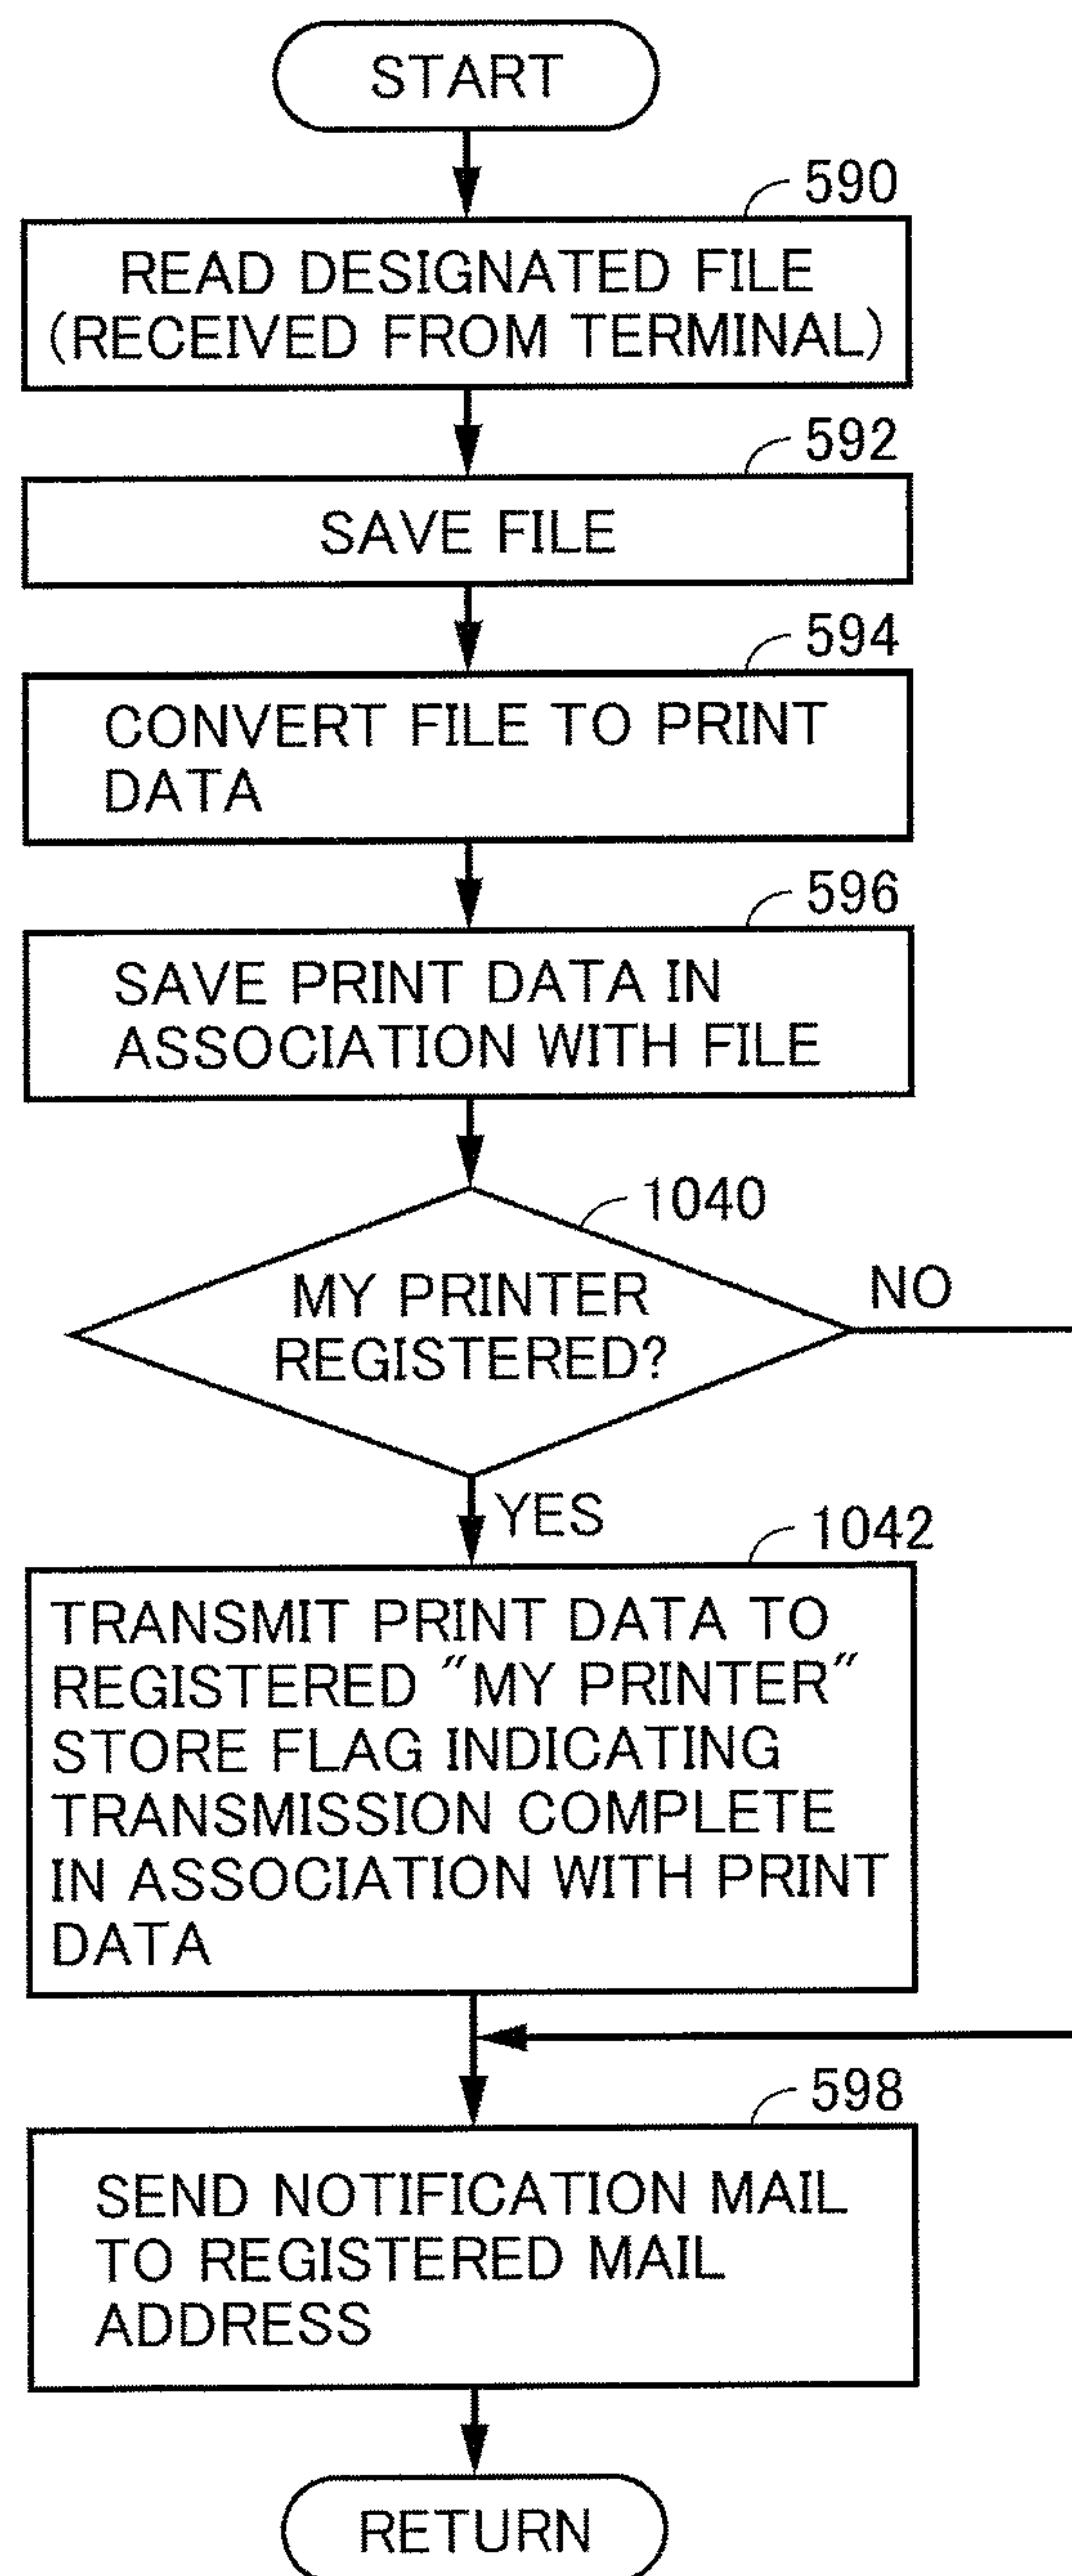 START
590
READ DESIGNATED FILE
(RECEIVED FROM TERMINAL)
592
SAVE FILE
594
CONVERT FILE TO PRINT
DATA
596
SAVE PRINT DATA IN
ASSOCIATION WITH FILE
1040
MY PRINTER
REGISTERED?
NO
YES
1042
TRANSMIT PRINT DATA TO
REGISTERED "MY PRINTER"
STORE FLAG INDICATING
TRANSMISSION COMPLETE
IN ASSOCIATION WITH PRINT
DATA
598
SEND NOTIFICATION MAIL
TO REGISTERED MAIL
ADDRESS
RETURN